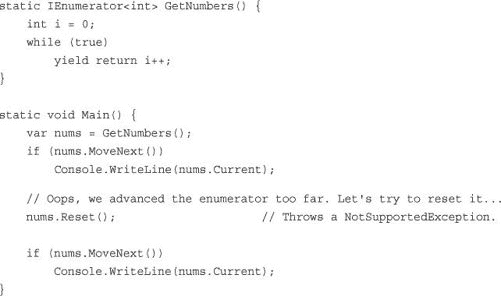 static IEnumerator<int> GetNumbers() {
    int i = 0;
    while (true)
        yield return i++;
}

static void Main() {
    var nums = GetNumbers();
    if (nums.MoveNext())
        Console.WriteLine(nums.Current);

    // Oops, we advanced the enumerator too far. Let's try to reset it...
    nums.Reset();                     // Throws a NotSupportedException.

    if (nums.MoveNext())
        Console.WriteLine(nums.Current);
}